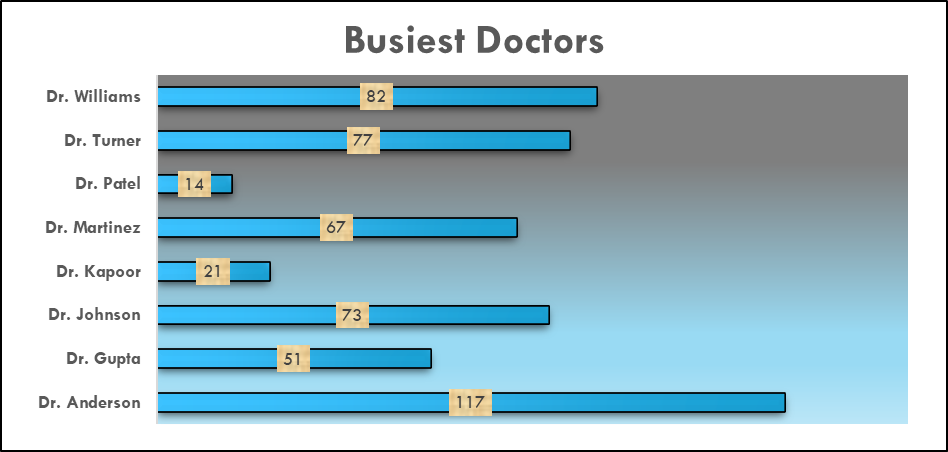 Busiest Doctors
Dr. Williams 82
Dr. Turner 77
Dr. Patel 14
Dr. Martinez 67
Dr. Kapoor 21
Dr. Johnson 73
Dr. Gupta 51
Dr. Anderson 117